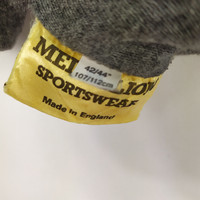 42/44"
107/112cm
SPORTSWEAR
Made in England